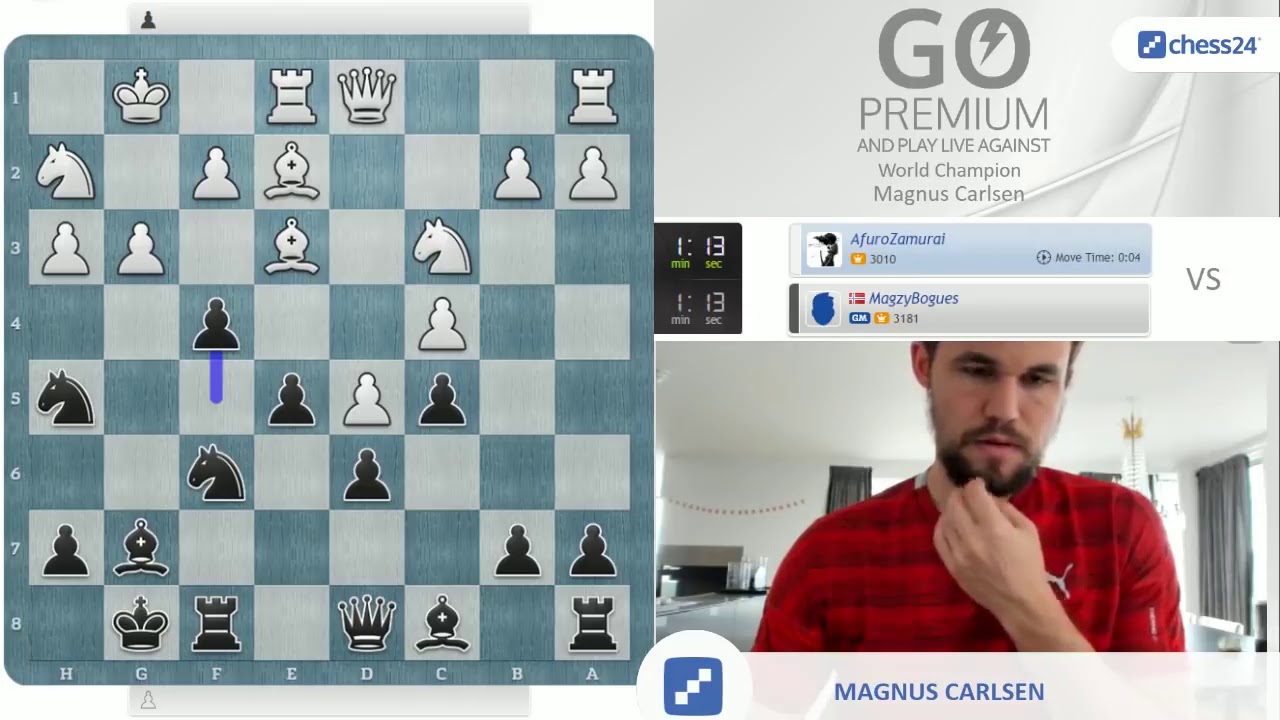 1
2
3
4
5
6
7
8
H G F E D C B A
GO
PREMIUM
AND PLAY LIVE AGAINST
World Champion
Magnus Carlsen
chess24
1: 13
min sec
1: 13
min sec
AfuroZamurai
3010
Move Time: 0:04
MagzyBogues
GM 3181
VS
MAGNUS CARLSEN